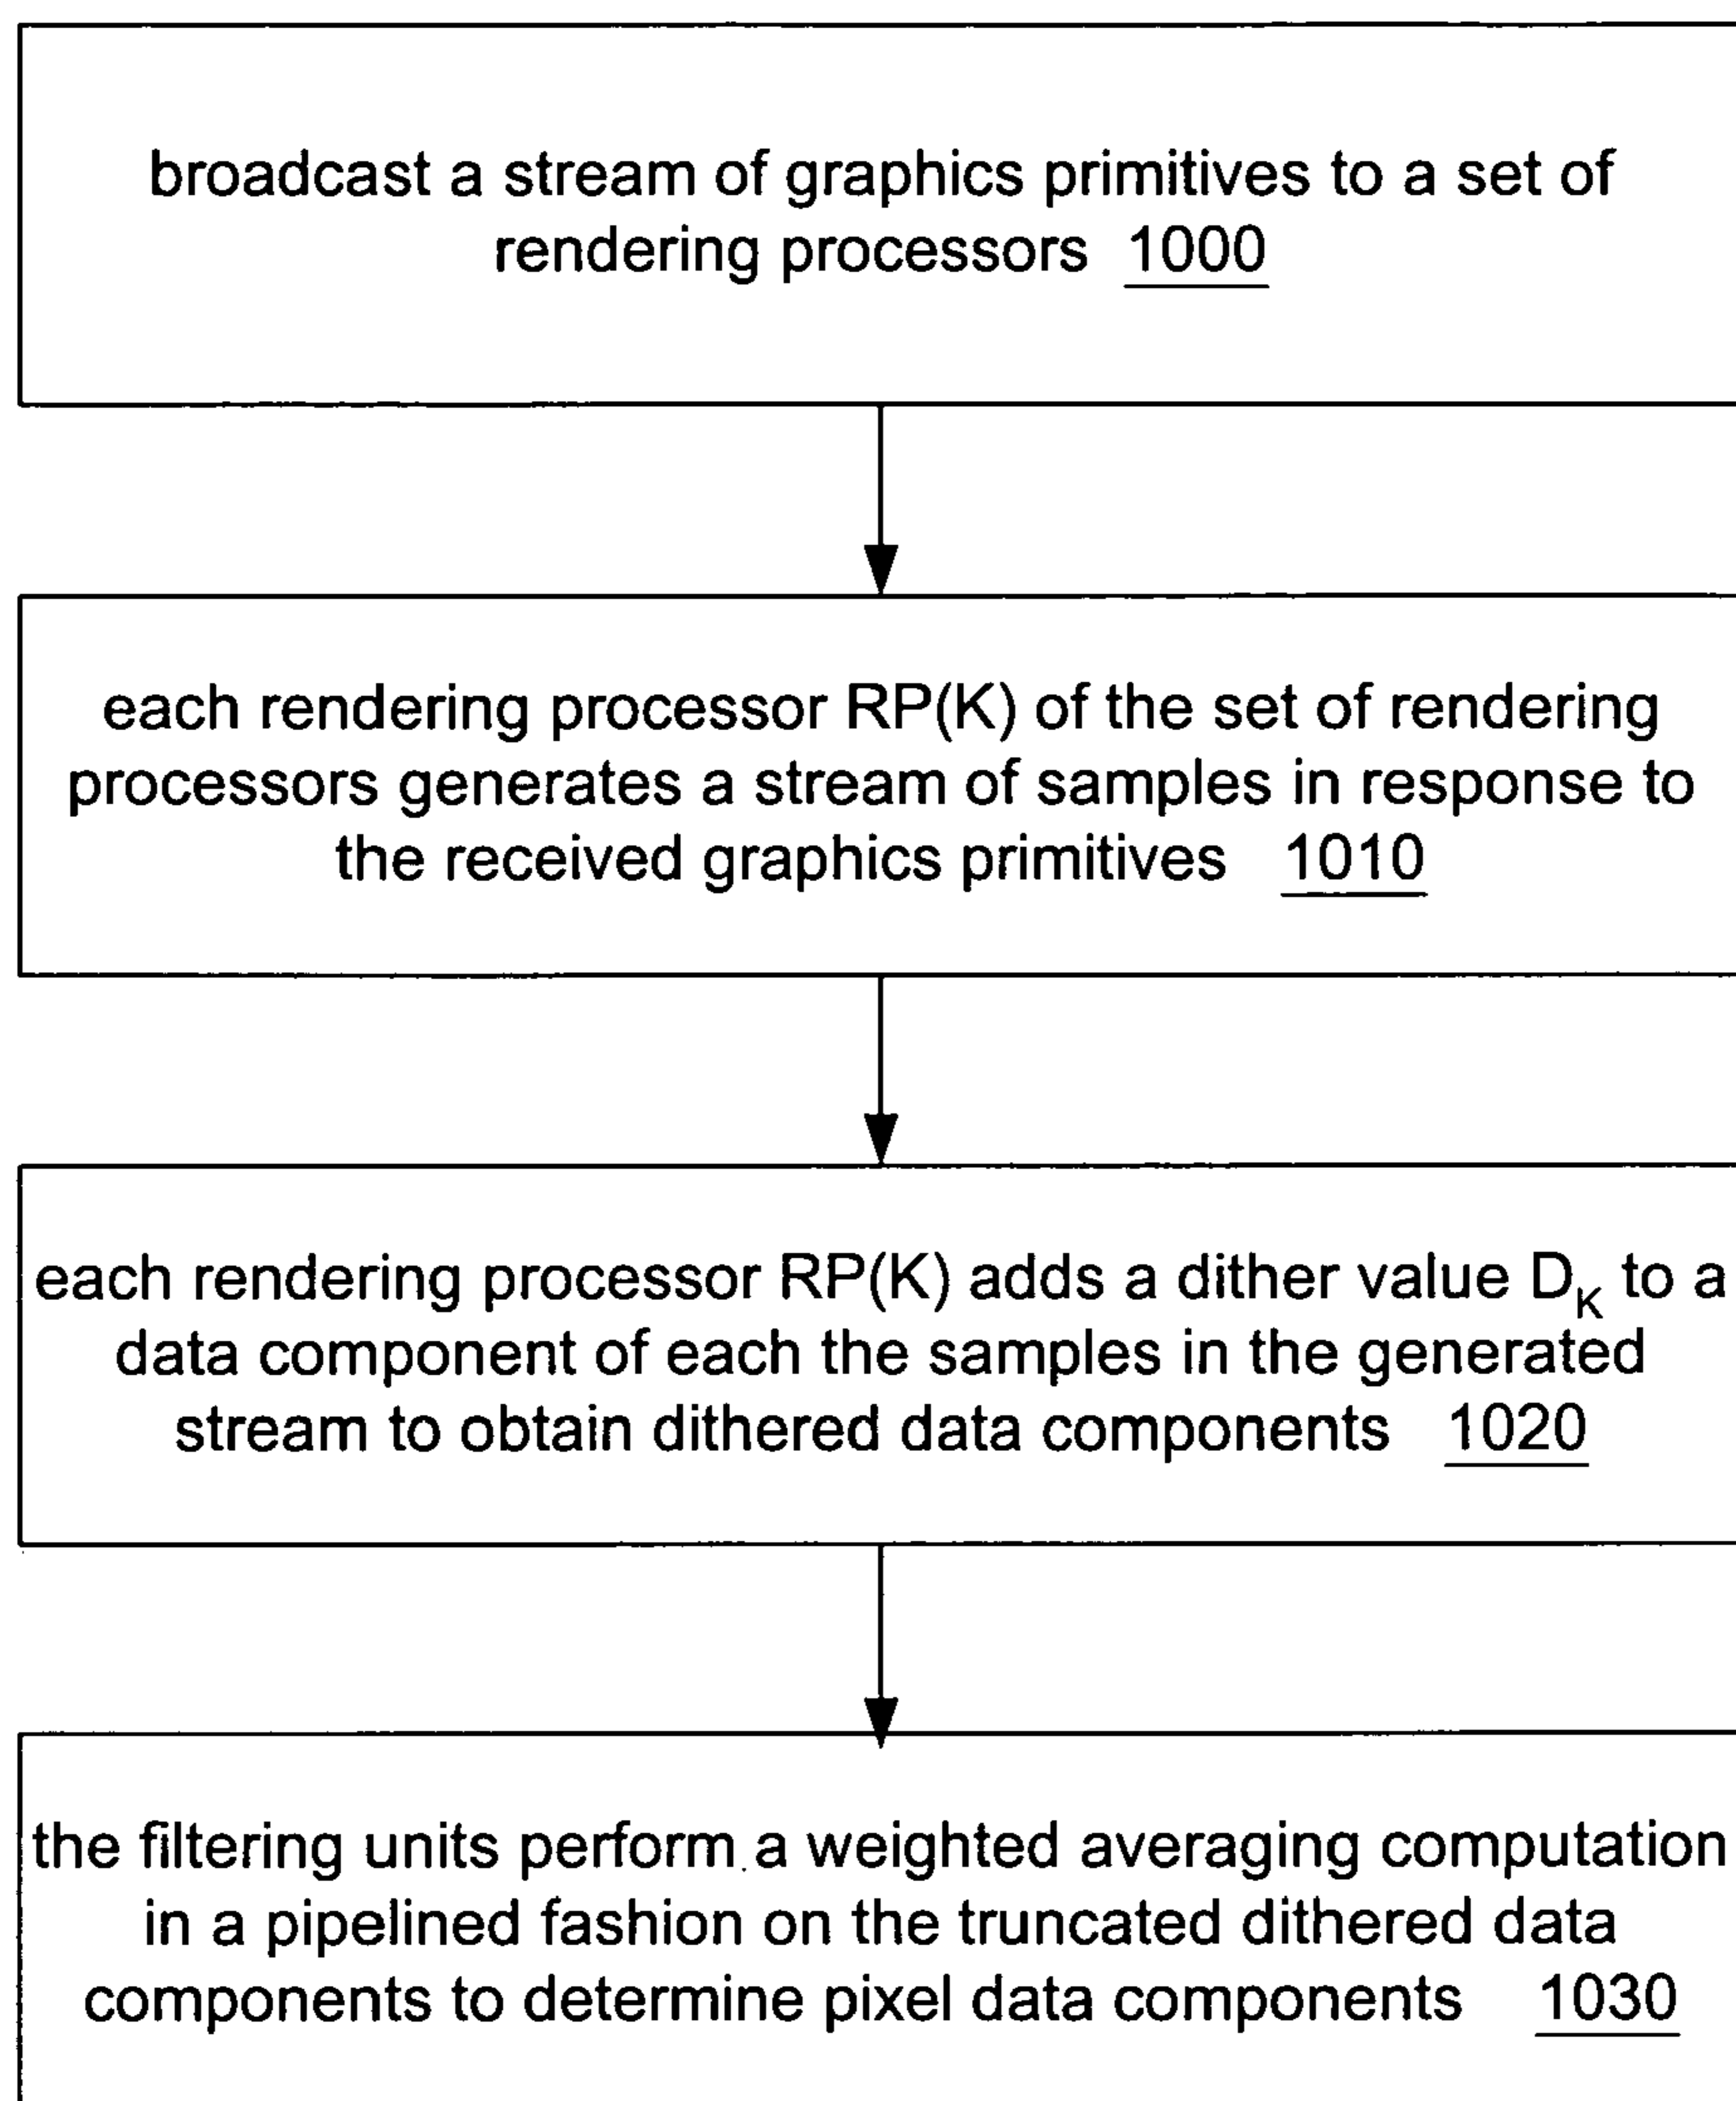 broadcast a stream of graphics primitives to a set of
rendering processors 1000
each rendering processor RP(K) of the set of rendering
processors generates a stream of samples in response to
the received graphics primitives 1010
each rendering processor RP(K) adds a dither value D_K to a
data component of each the samples in the generated
stream to obtain dithered data components 1020
the filtering units perform a weighted averaging computation
in a pipelined fashion on the truncated dithered data
components to determine pixel data components 1030